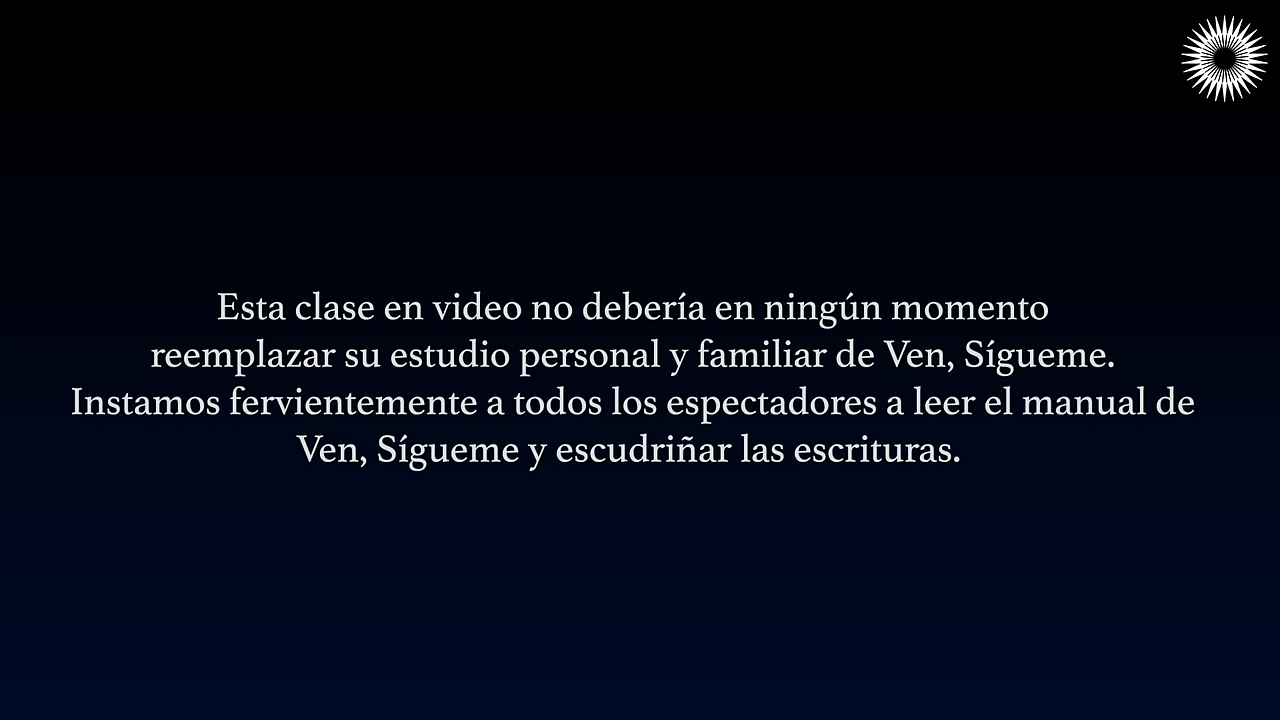 Esta clase en video no debería en ningún momento
reemplazar su estudio personal y familiar de Ven, Sígueme.
Instamos fervientemente a todos los espectadores a leer el manual de
Ven, Sígueme y escudriñar las escrituras.